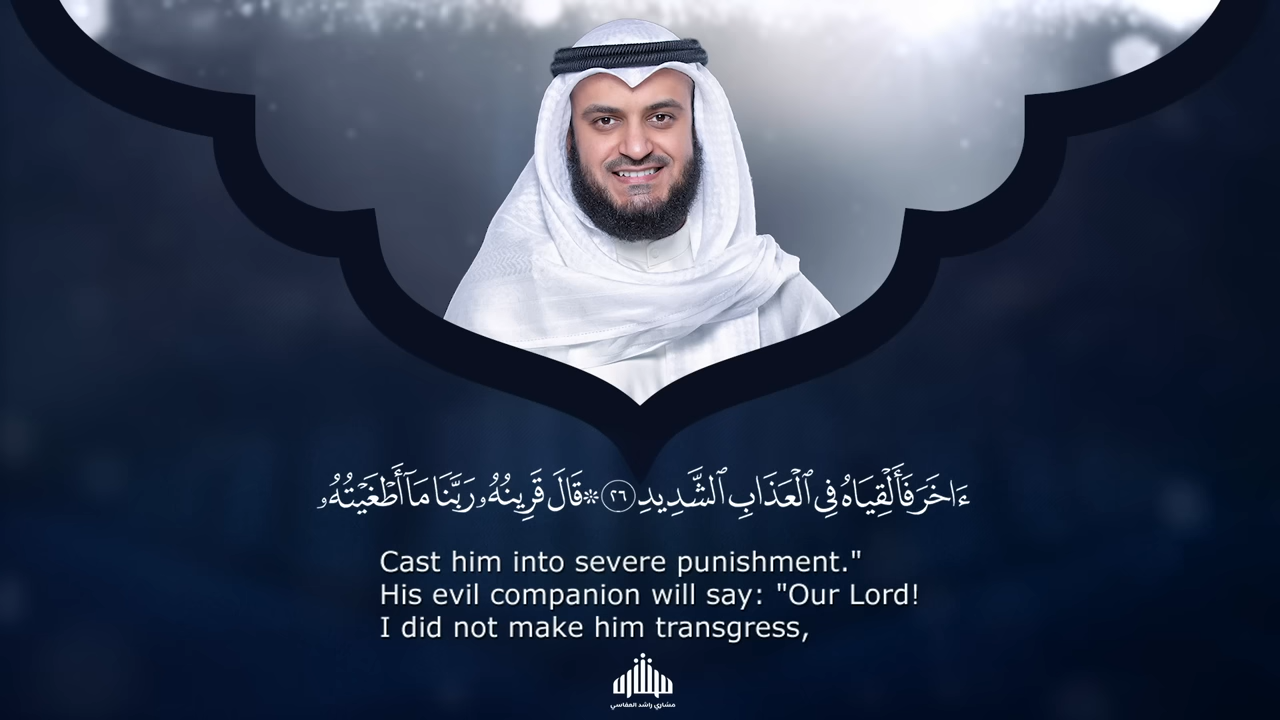 ءَاخَرَ فَأَلْقِيَاهُ فِي ٱلْعَذَابِ ٱلشَّدِيدِ ٢٦ ۞ قَالَ قَرِينُهُۥ رَبَّنَا مَآ أَطْغَيْتُهُۥ
Cast him into severe punishment."
His evil companion will say: "Our Lord!
I did not make him transgress,
مشاري راشد العفاسي